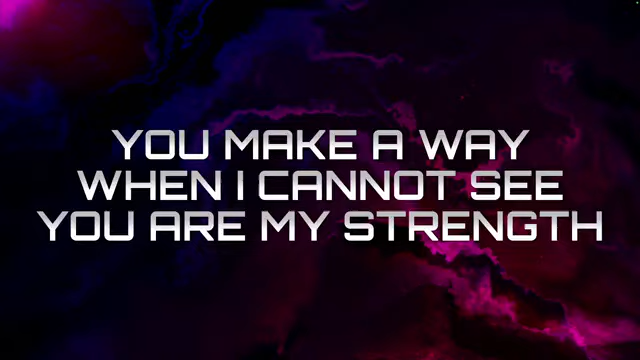 YOU MAKE A WAY
WHEN I CANNOT SEE
YOU ARE MY STRENGTH